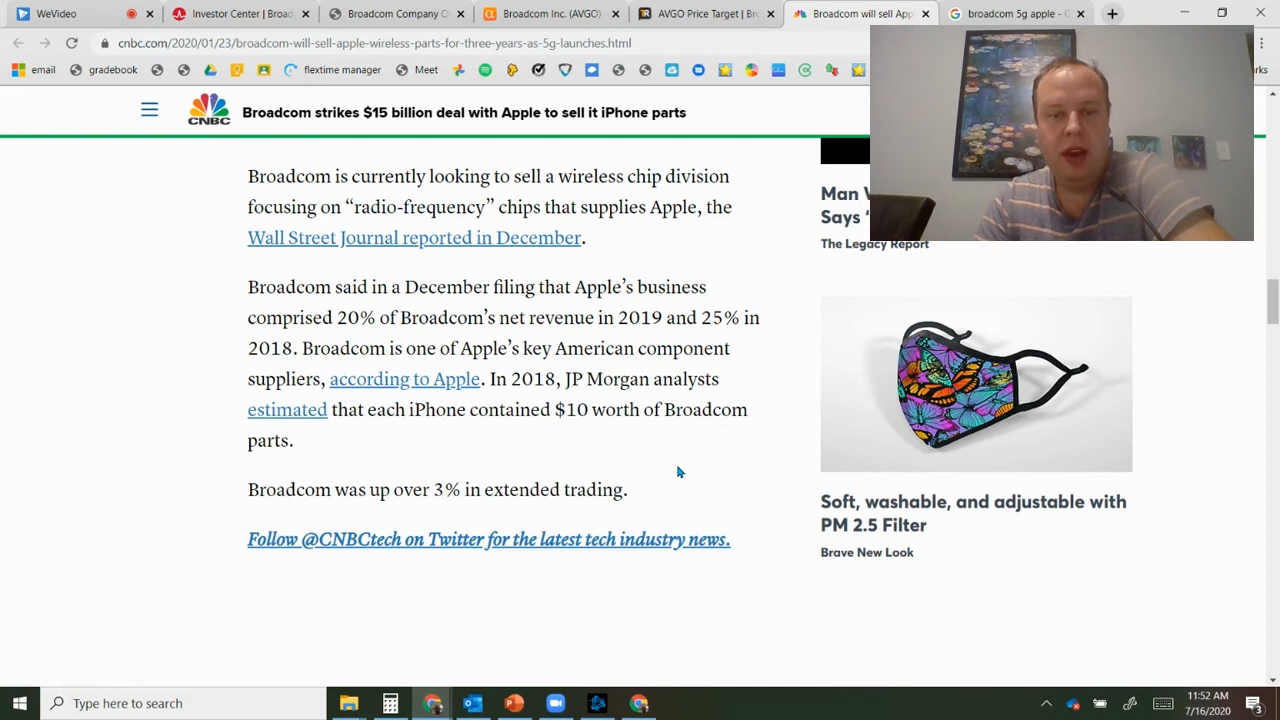 WeVideo
Investor Center | Broad
Broadcom Company O
Broadcom Inc. (AVGO)
AVGO Price Target | Bro
Broadcom will sell App
broadcom 5g apple - G
cnbc.com/2020/01/23/broadcom-will-sell-apple-wireless-parts-for-three-years-as-5g-launches.html
email
gradebook
flextime manager
Meet
CNBC
Broadcom strikes $15 billion deal with Apple to sell it iPhone parts
Broadcom is currently looking to sell a wireless chip division
focusing on “radio-frequency” chips that supplies Apple, the
Wall Street Journal reported in December.
Broadcom said in a December filing that Apple’s business
comprised 20% of Broadcom’s net revenue in 2019 and 25% in
2018. Broadcom is one of Apple’s key American component
suppliers, according to Apple. In 2018, JP Morgan analysts
estimated that each iPhone contained $10 worth of Broadcom
parts.
Broadcom was up over 3% in extended trading.
Follow @CNBCtech on Twitter for the latest tech industry news.
Man
Says
The Legacy Report
Soft, washable, and adjustable with
PM 2.5 Filter
Brave New Look
Type here to search
11:52 AM
7/16/2020
3